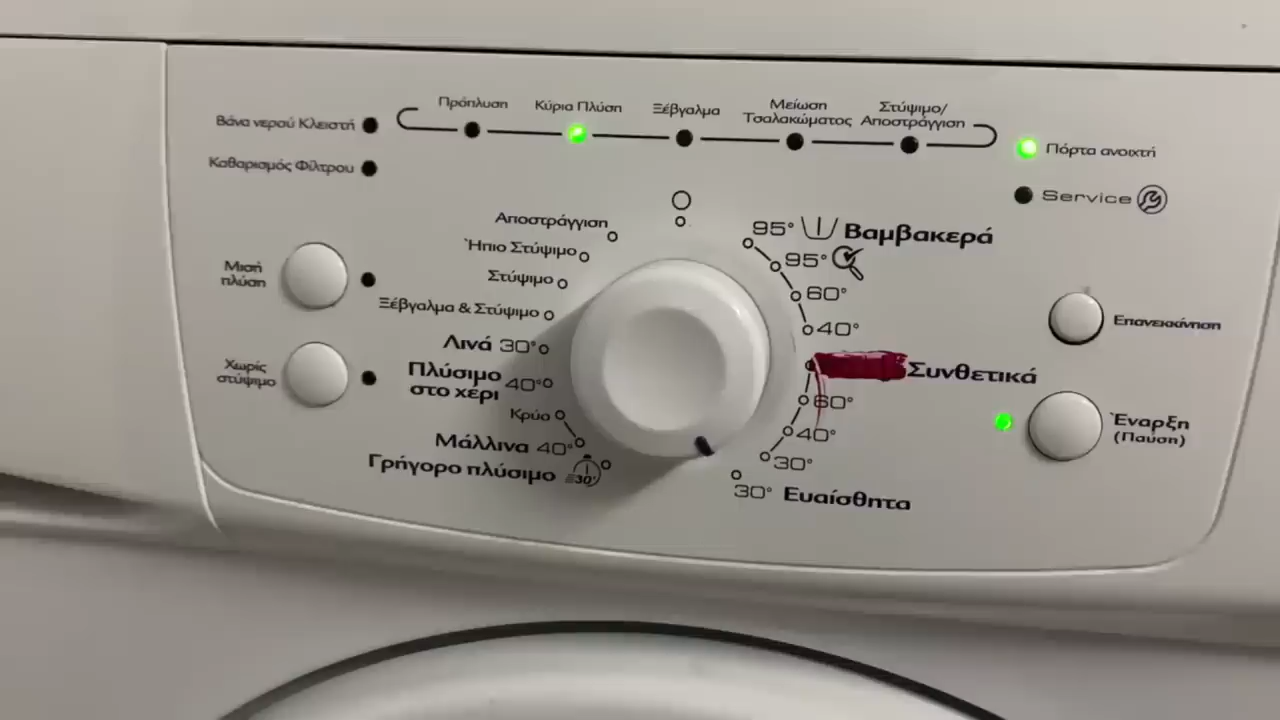 Πρόπλυση
Κύρια Πλύση
Ξέβγαλμα
Μείωση
Τσαλακώματος
Στύψιμο/
Αποστράγγιση
Βάνα νερού Κλειστή
Καθαρισμός Φίλτρου
Πόρτα ανοιχτή
Service
Αποστράγγιση
Ήπιο Στύψιμο
Στύψιμο
Ξέβγαλμα & Στύψιμο
Λινά 30°
Πλύσιμο
στο χέρι 40°
Κρύο
Μάλλινα 40°
Γρήγορο πλύσιμο 30'
95° Βαμβακερά
95°
60°
40°
Συνθετικά
60°
40°
30°
30° Ευαίσθητα
Μισή
πλύση
Χωρίς
στύψιμο
Επανεκκίνηση
Έναρξη
(Παύση)